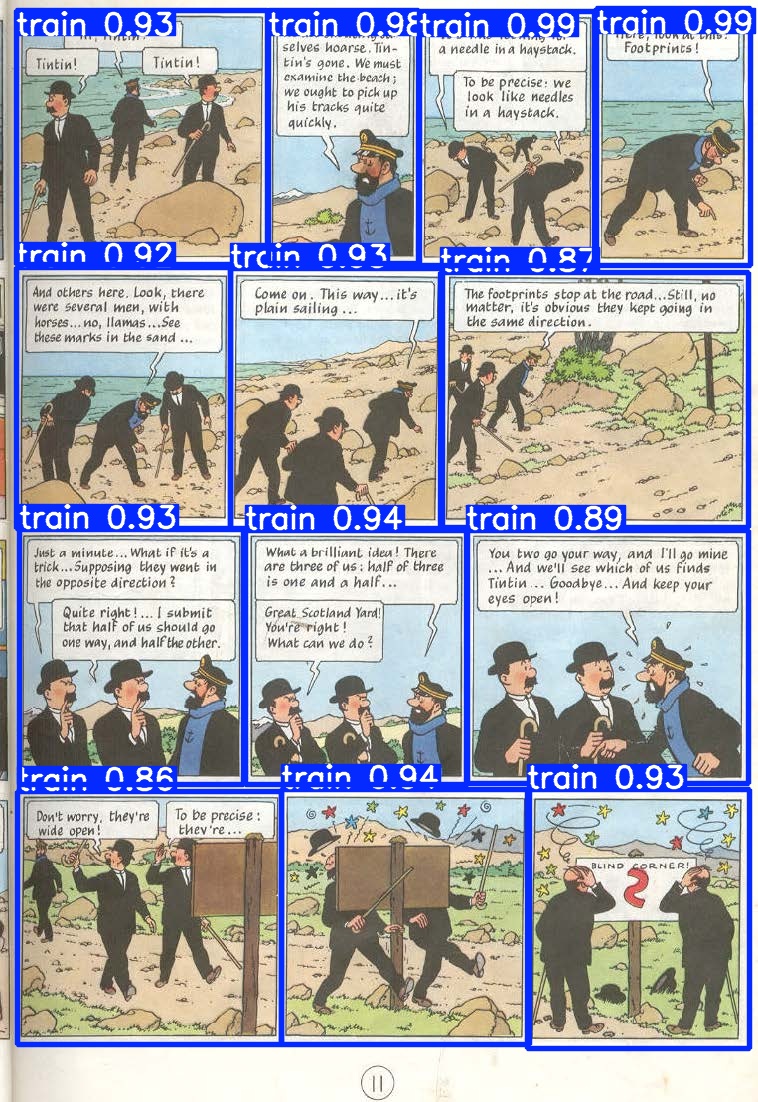 train 0.93
Tintin!
Tintin!
train 0.98
selves hoarse. Tin-
tin's gone. We must
examine the beach;
we ought to pick up
his tracks quite
quickly.
train 0.99
a needle in a haystack.
To be precise: we
look like needles
in a haystack.
train 0.99
Here, look at this!
Footprints!
train 0.92
And others here. Look, there
were several men, with
horses...no, llamas...See
these marks in the sand ...
train 0.93
Come on. This way...it's
plain sailing ...
train 0.87
The footprints stop at the road...Still, no
matter, it's obvious they kept going in
the same direction.
train 0.93
Just a minute... What if it's a
trick...Supposing they went in
the opposite direction?
Quite right!... I submit
that half of us should go
one way, and half the other.
train 0.94
What a brilliant idea! There
are three of us: half of three
is one and a half...
Great Scotland Yard!
You're right!
What can we do?
train 0.89
You two go your way, and I'll go mine
... And we'll see which of us finds
Tintin... Goodbye... And keep your
eyes open!
train 0.86
Don't worry, they're
wide open!
To be precise:
they're...
train 0.94
train 0.93
BLIND CORNER!
11